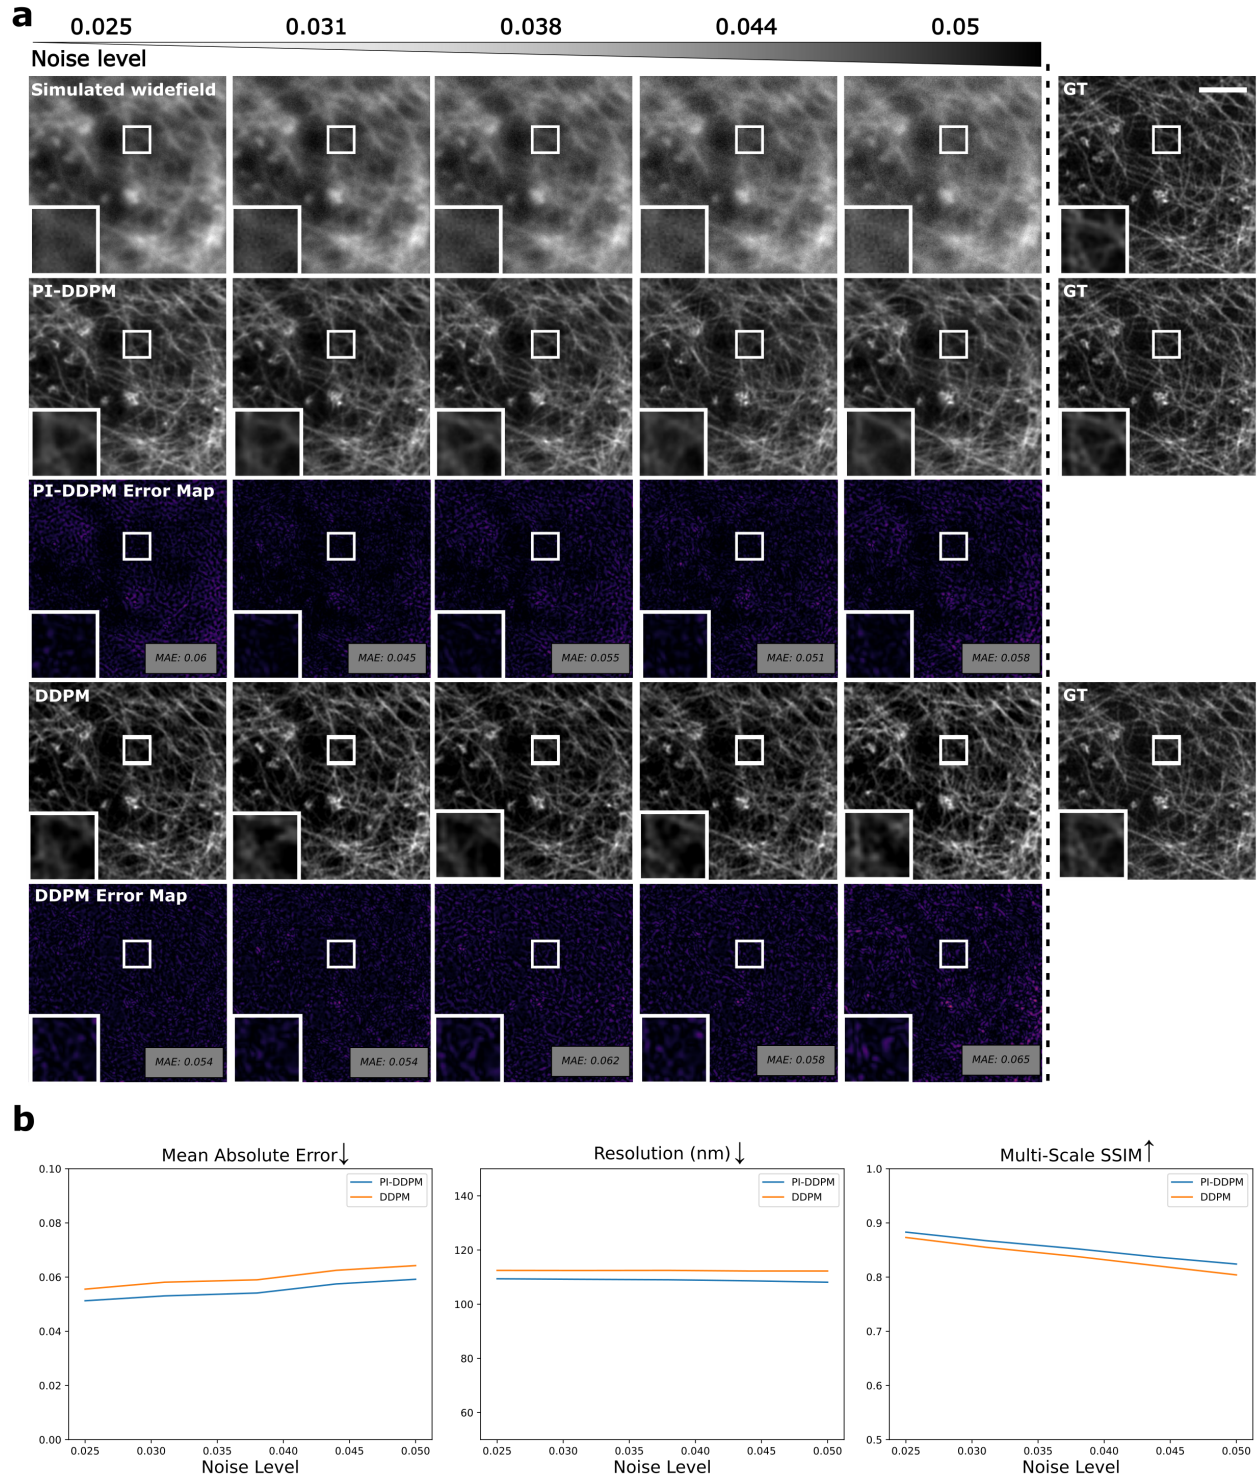 a
0.025 0.031 0.038 0.044 0.05
Noise level
Simulated widefield GT
PI-DDPM GT
PI-DDPM Error Map
MAE: 0.06 MAE: 0.045 MAE: 0.055 MAE: 0.051 MAE: 0.058
DDPM GT
DDPM Error Map
MAE: 0.054 MAE: 0.054 MAE: 0.062 MAE: 0.058 MAE: 0.065
b
Mean Absolute Error↓
PI-DDPM
DDPM
0.10
0.08
0.06
0.04
0.02
0.00
0.025 0.030 0.035 0.040 0.045 0.050
Noise Level
Resolution (nm)↓
PI-DDPM
DDPM
140
120
100
80
60
0.025 0.030 0.035 0.040 0.045 0.050
Noise Level
Multi-Scale SSIM↑
PI-DDPM
DDPM
1.0
0.9
0.8
0.7
0.6
0.5
0.025 0.030 0.035 0.040 0.045 0.050
Noise Level